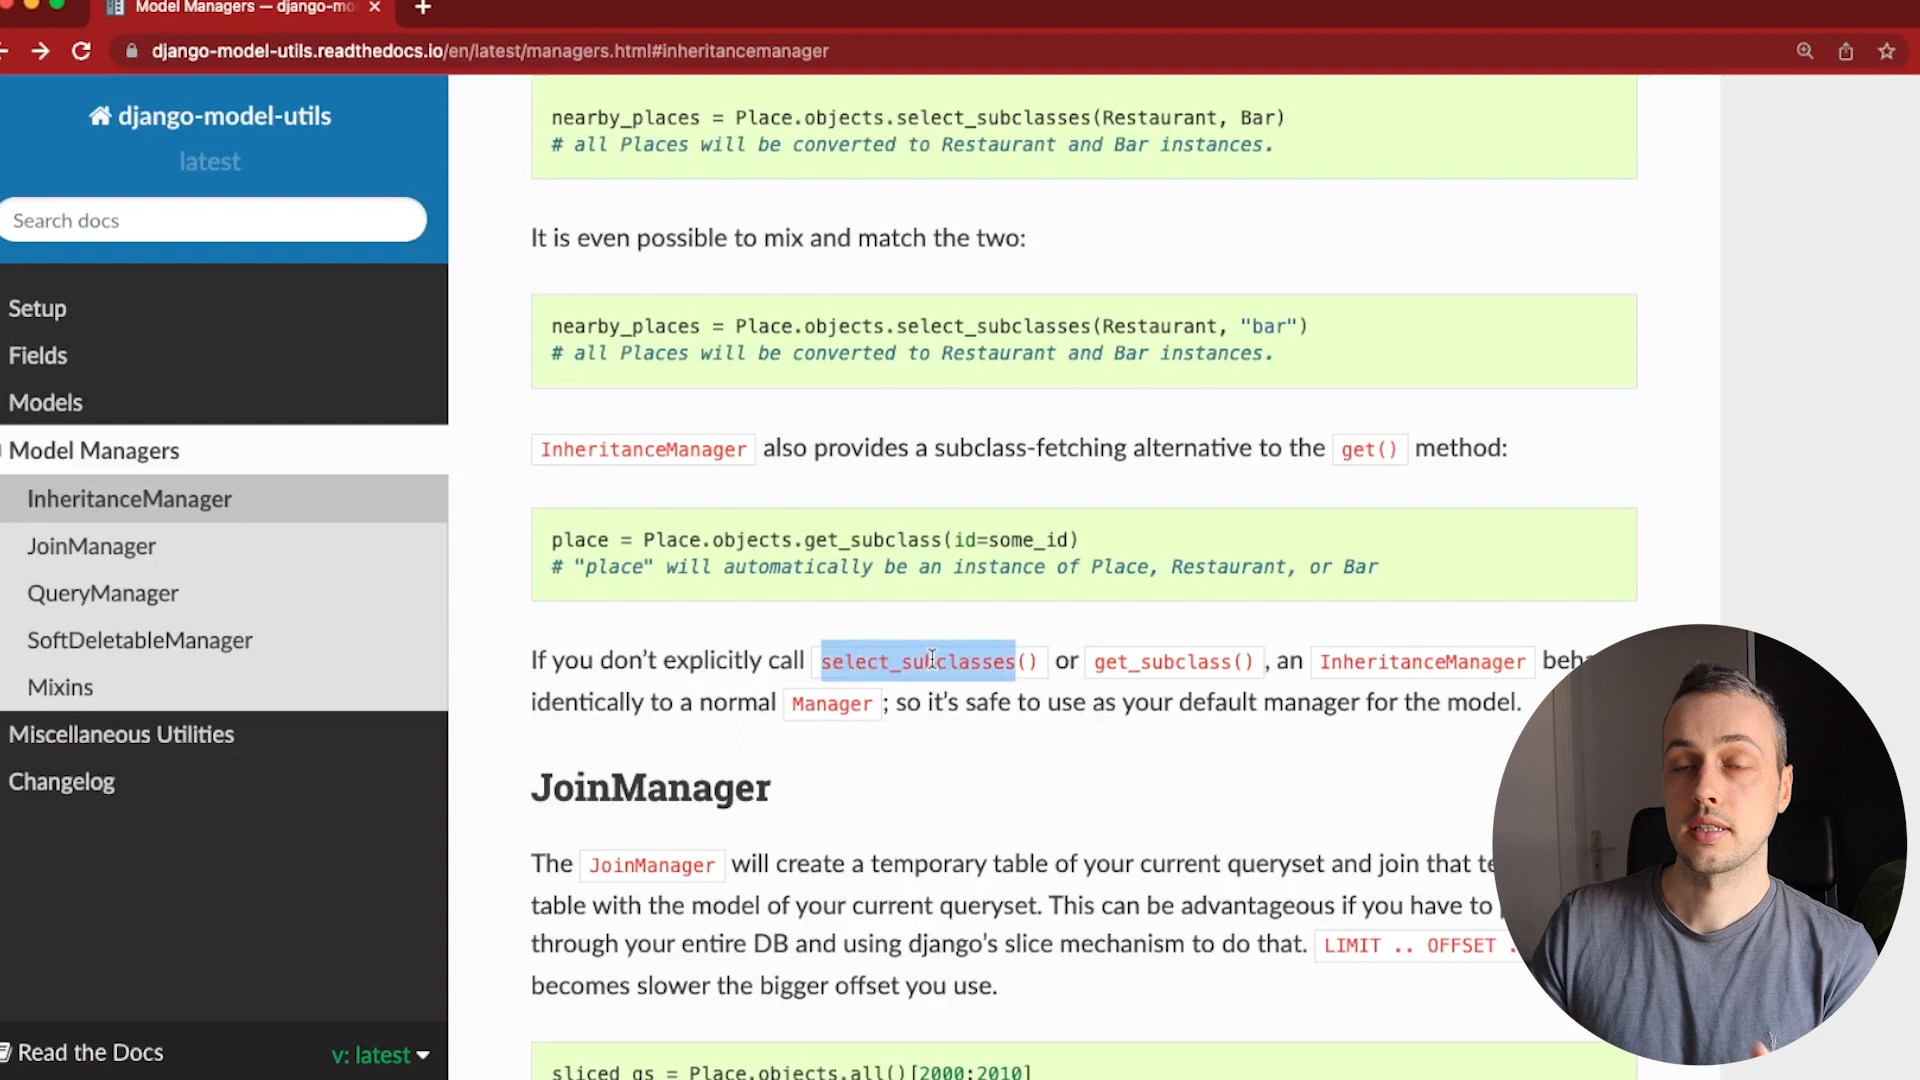 Model Managers — django-mo
django-model-utils.readthedocs.io/en/latest/managers.html#inheritancemanager
django-model-utils
latest
Search docs
Setup
Fields
Models
Model Managers
InheritanceManager
JoinManager
QueryManager
SoftDeletableManager
Mixins
Miscellaneous Utilities
Changelog
Read the Docs
v: latest
nearby_places = Place.objects.select_subclasses(Restaurant, Bar)
# all Places will be converted to Restaurant and Bar instances.
It is even possible to mix and match the two:
nearby_places = Place.objects.select_subclasses(Restaurant, "bar")
# all Places will be converted to Restaurant and Bar instances.
InheritanceManager also provides a subclass-fetching alternative to the get() method:
place = Place.objects.get_subclass(id=some_id)
# "place" will automatically be an instance of Place, Restaurant, or Bar
If you don't explicitly call select_subclasses() or get_subclass(), an InheritanceManager beha
identically to a normal Manager; so it's safe to use as your default manager for the model.
JoinManager
The JoinManager will create a temporary table of your current queryset and join that te
table with the model of your current queryset. This can be advantageous if you have to
through your entire DB and using django's slice mechanism to do that. LIMIT .. OFFSET .
becomes slower the bigger offset you use.
sliced_qs = Place.objects.all()[2000:2010]